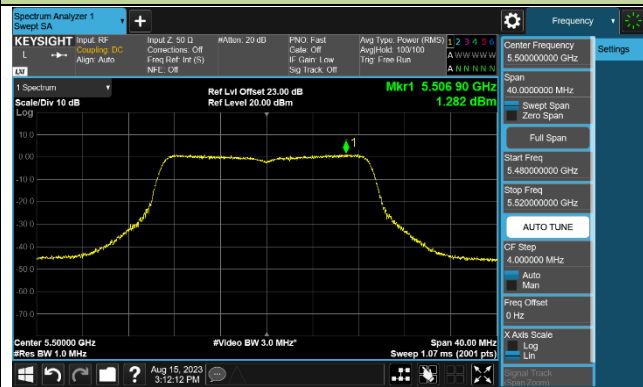 Spectrum Analyzer 1
Swept SA
Frequency
KEYSIGHT
L
LXI
Input: RF
Coupling: DC
Align: Auto
Input Z: 50 Ω
Corrections: Off
Freq Ref: Int (S)
NFE: Off
#Atten: 20 dB
PNO: Fast
Gate: Off
IF Gain: Low
Sig Track: Off
Avg Type: Power (RMS)
Avg|Hold: 100/100
Trig: Free Run
1 2 3 4 5 6
A W W W W W
A N N N N N
Center Frequency
5.500000000 GHz
Settings
Span
40.0000000 MHz
Swept Span
Zero Span
Full Span
Start Freq
5.480000000 GHz
Stop Freq
5.520000000 GHz
AUTO TUNE
CF Step
4.000000 MHz
Auto
Man
Freq Offset
0 Hz
X Axis Scale
Log
Lin
Signal Track
(Span Zoom)
1 Spectrum
Scale/Div 10 dB
Log
Ref Lvl Offset 23.00 dB
Ref Level 20.00 dBm
Mkr1 5.506 90 GHz
1.282 dBm
10.0
0.00
-10.0
-20.0
-30.0
-40.0
-50.0
-60.0
-70.0
1
Center 5.50000 GHz
#Res BW 1.0 MHz
#Video BW 3.0 MHz*
Span 40.00 MHz
Sweep 1.07 ms (2001 pts)
?
Aug 15, 2023
3:12:12 PM